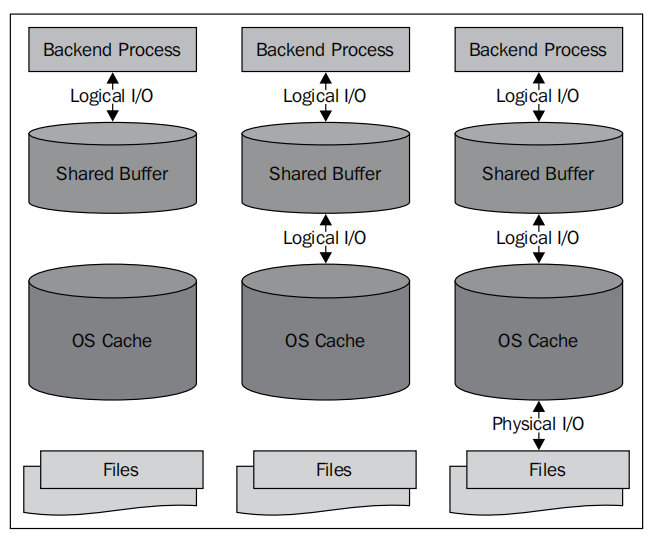 Backend Process
Backend Process
Backend Process
Logical I/O
Logical I/O
Logical I/O
Shared Buffer
Shared Buffer
Shared Buffer
Logical I/O
Logical I/O
OS Cache
OS Cache
OS Cache
Physical I/O
Files
Files
Files